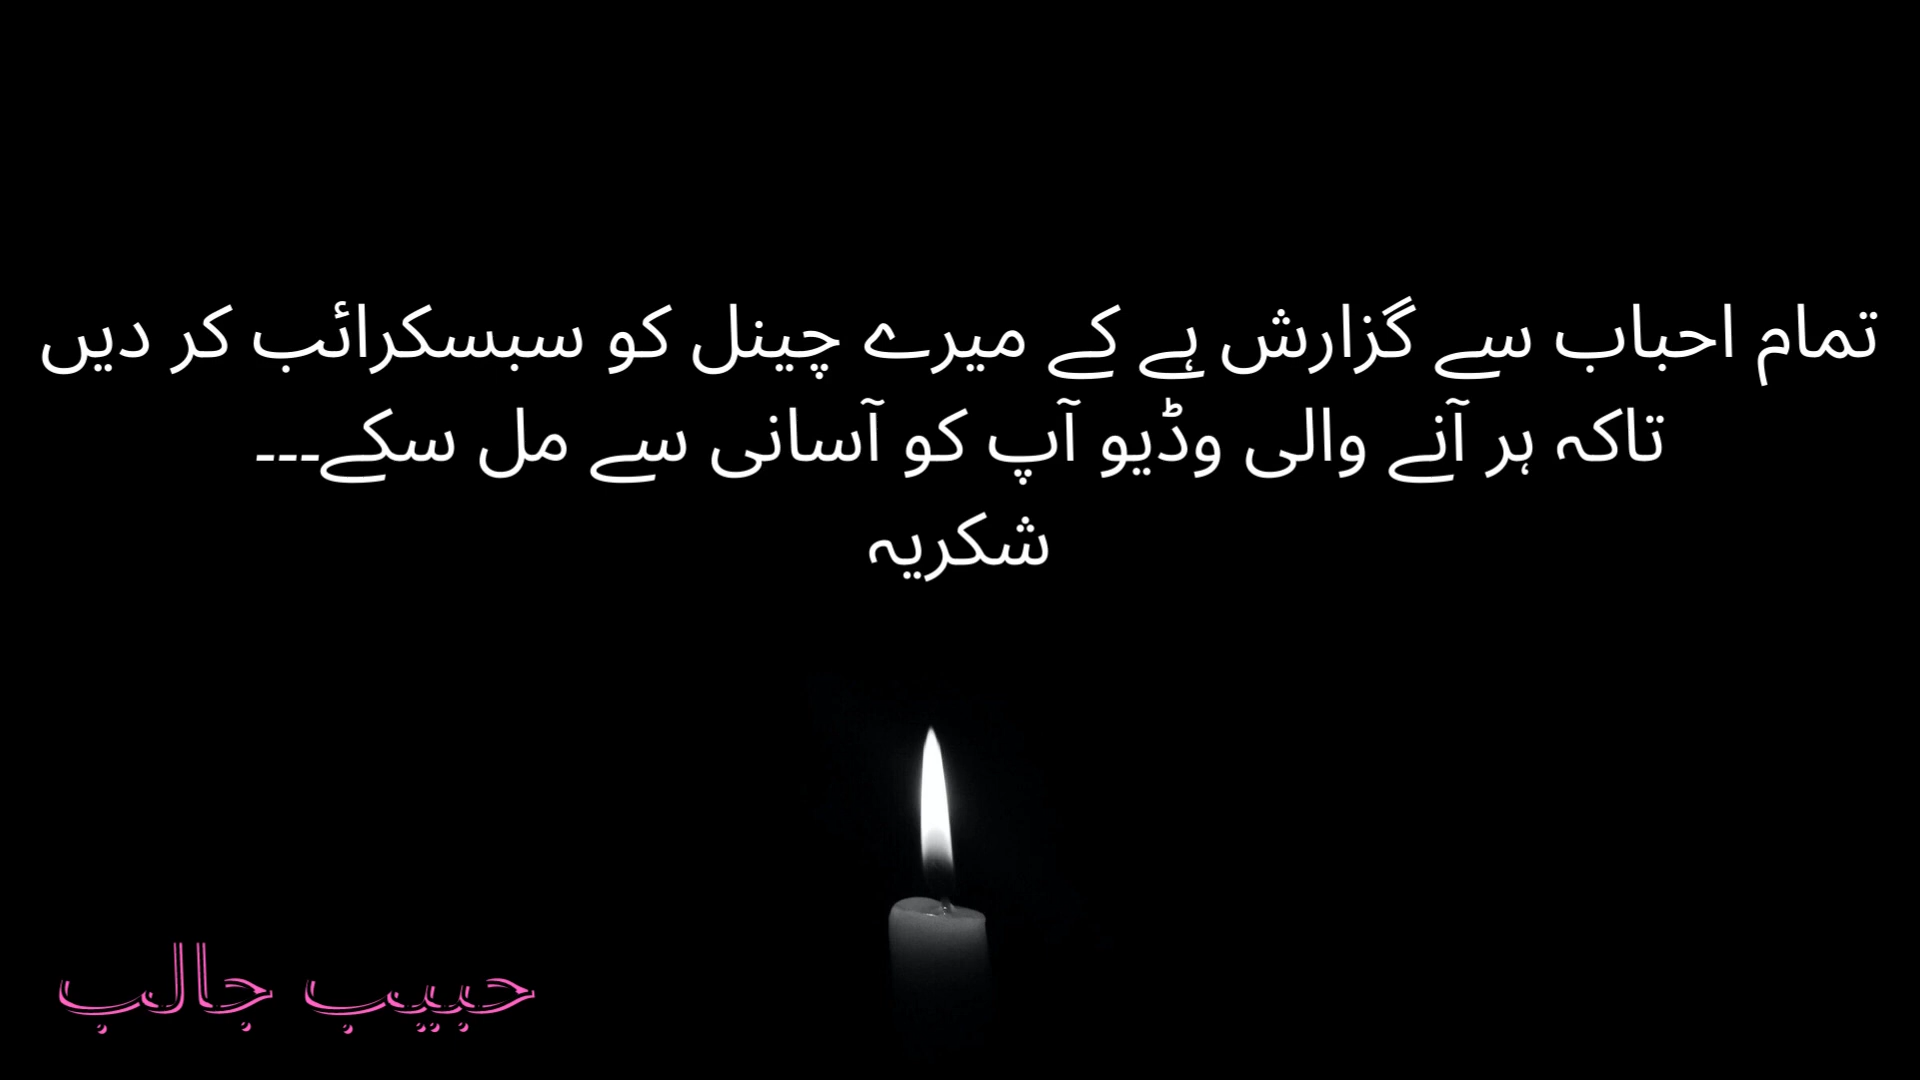 تمام احباب سے گزارش ہے کے میرے چینل کو سبسکرائب کر دیں
تاکہ ہر آنے والی وڈیو آپ کو آسانی سے مل سکے۔۔۔
شکریہ
حبیب جالب